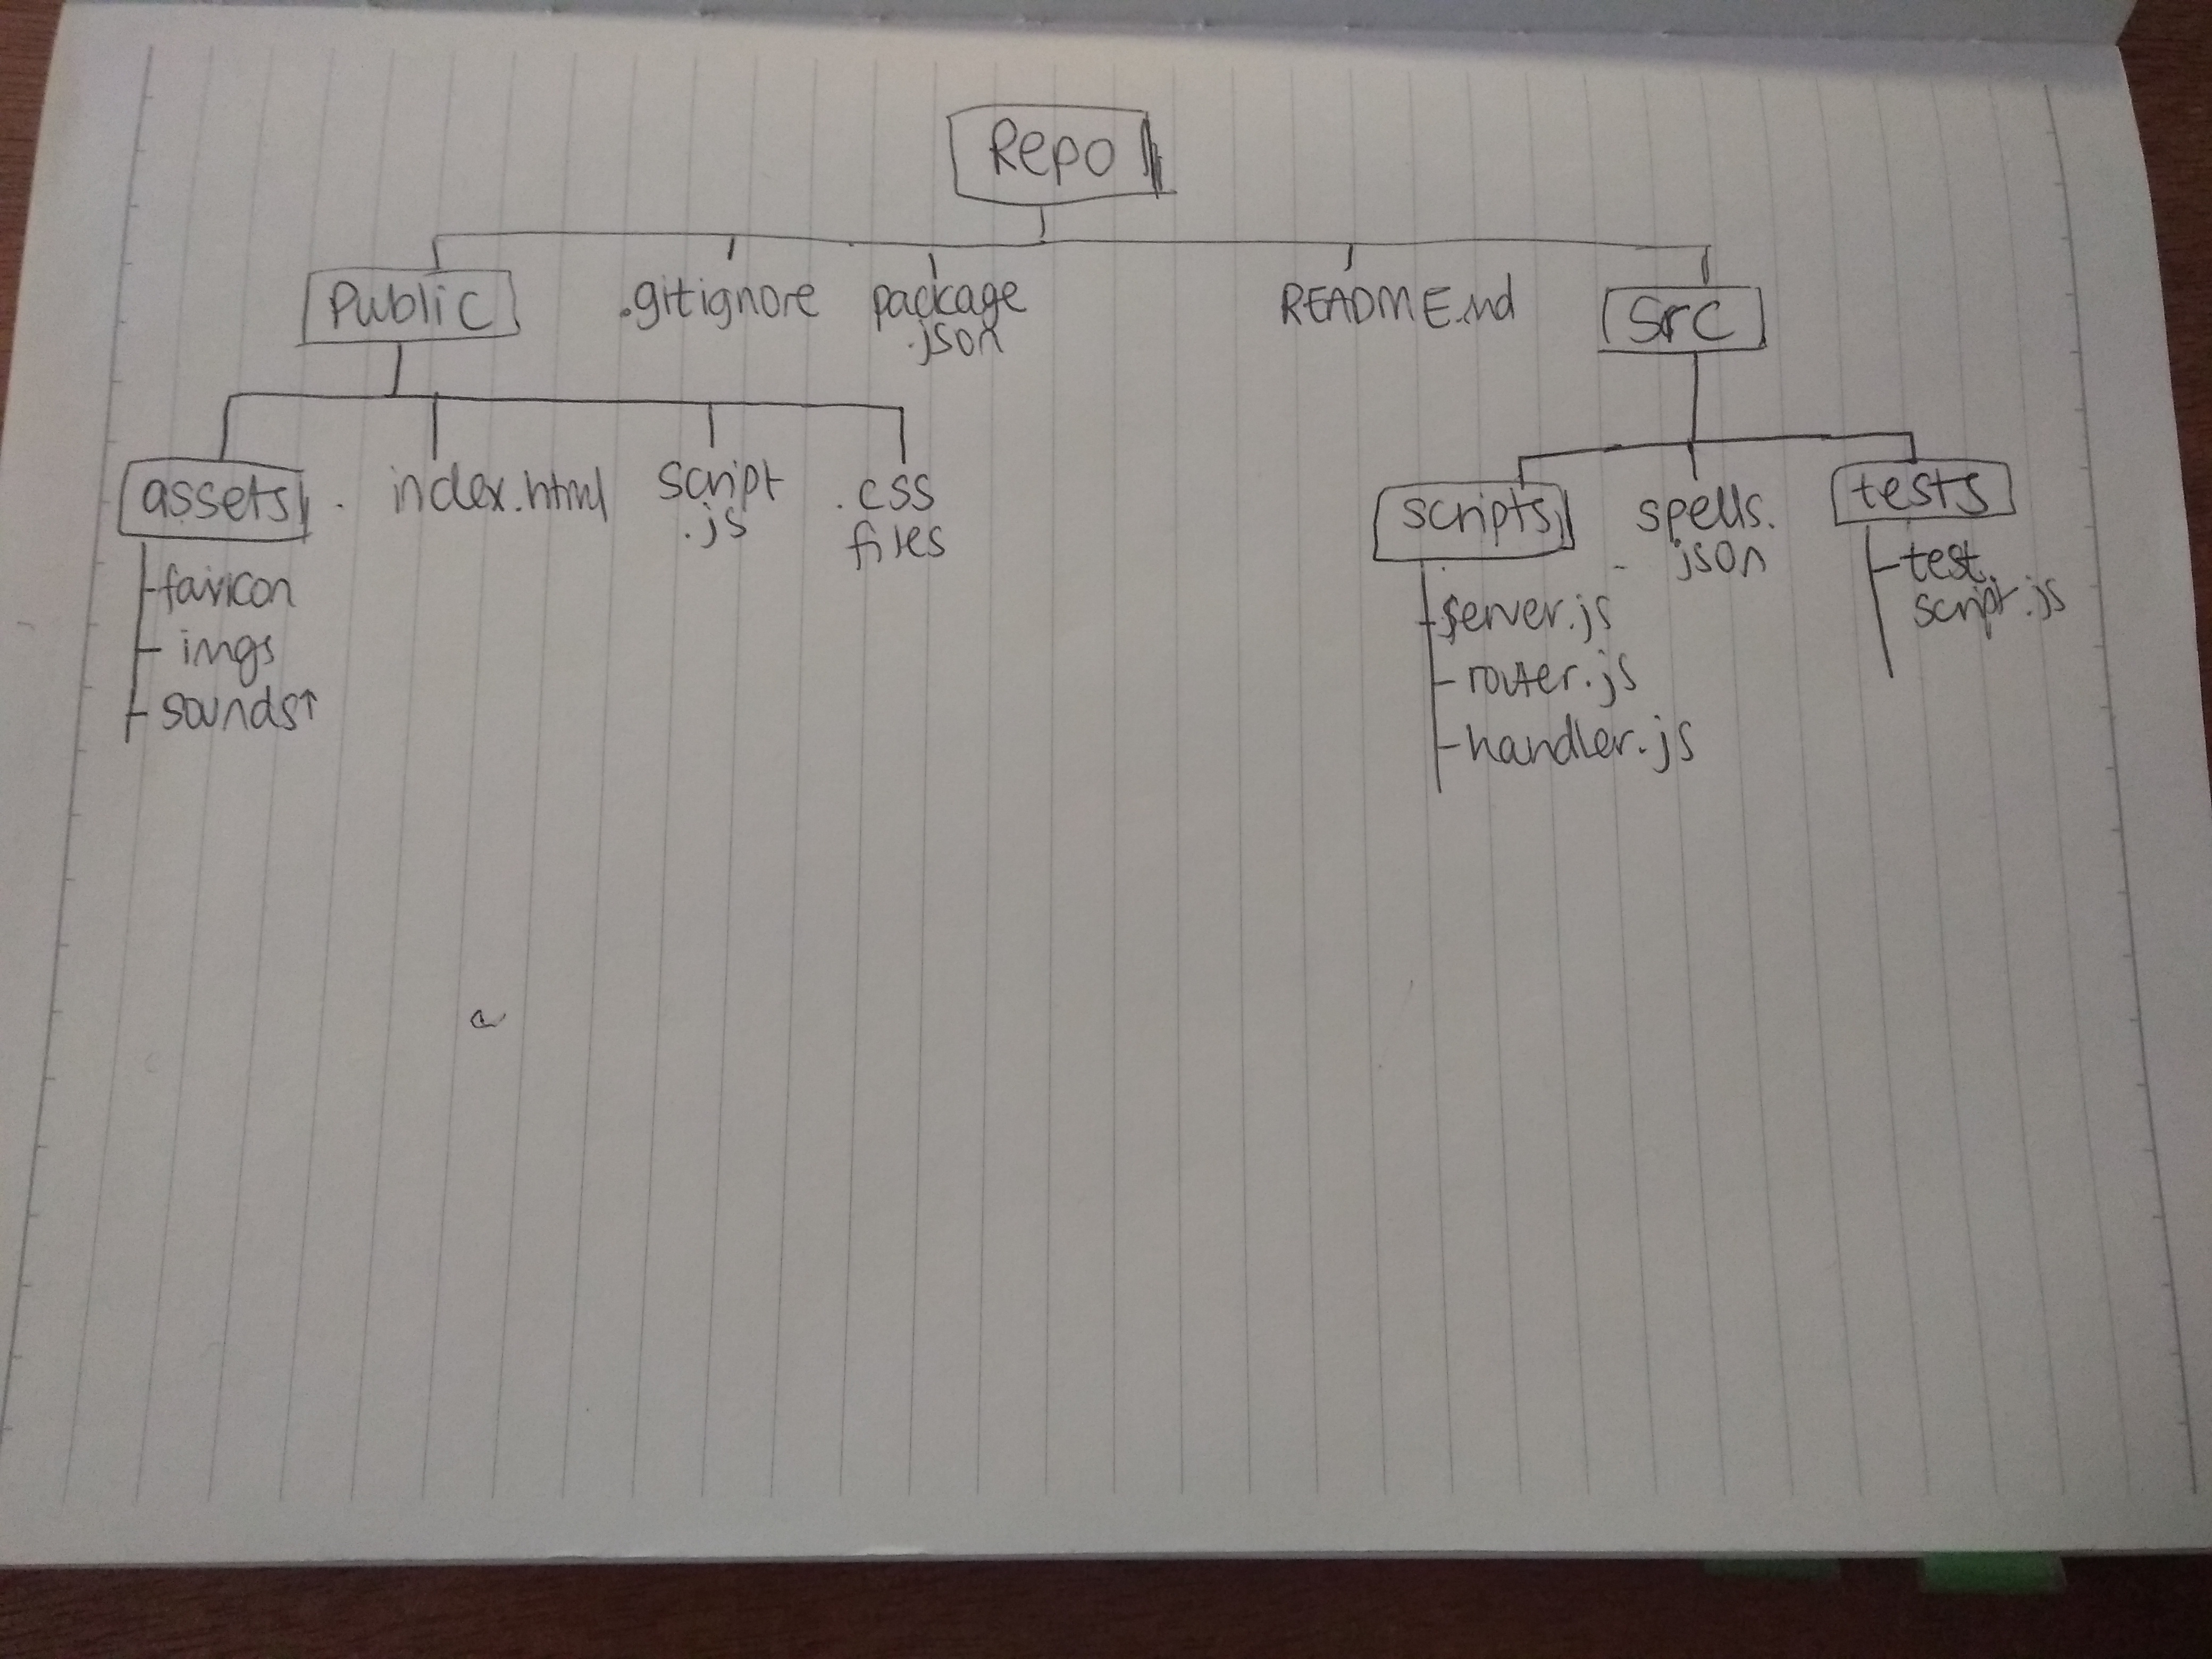 Repo
Public
.gitignore
package
.json
README.md
Src
assets
index.html
script
.js
css
files
scripts
spells.
json
tests
- favicon
- imgs
- sounds
- server.js
- router.js
- handler.js
- test
script.js